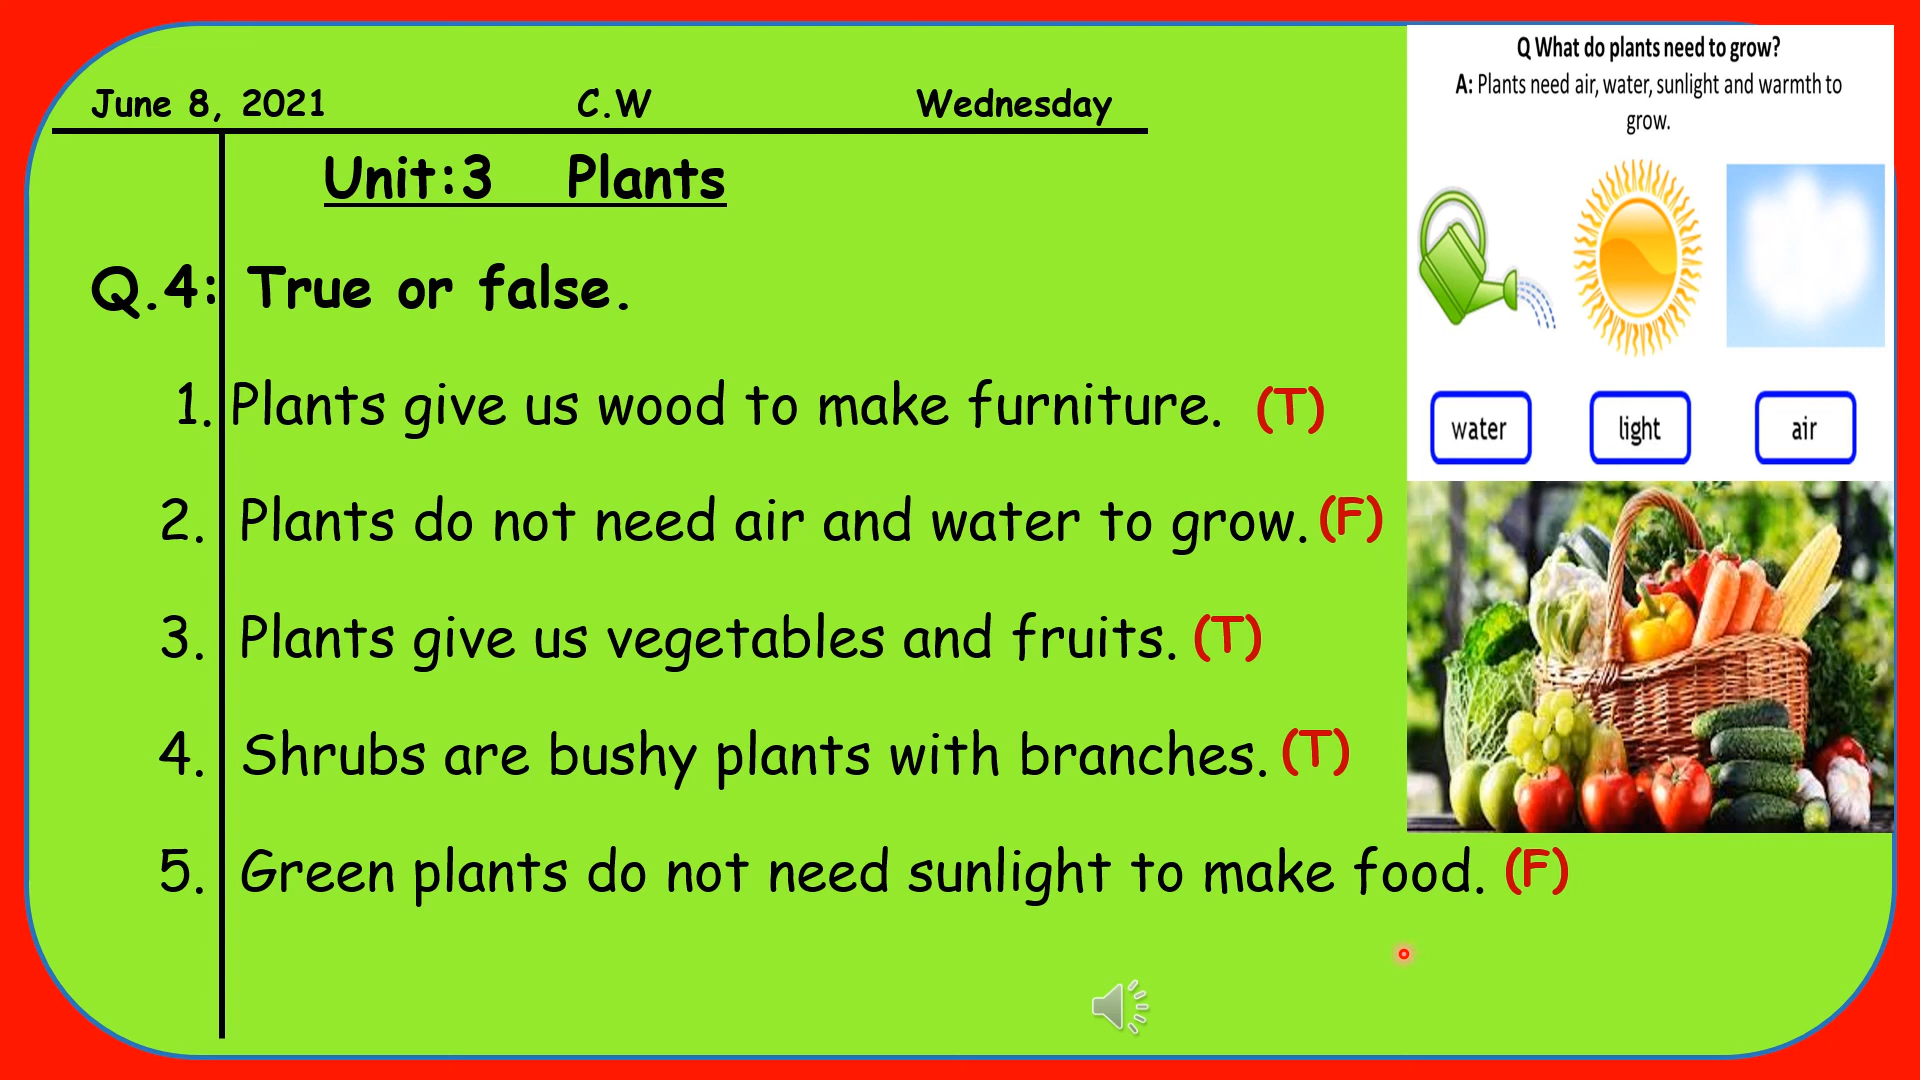 June 8, 2021 C.W Wednesday
Unit:3 Plants
Q.4: True or false.
1. Plants give us wood to make furniture. (T)
2. Plants do not need air and water to grow. (F)
3. Plants give us vegetables and fruits. (T)
4. Shrubs are bushy plants with branches. (T)
5. Green plants do not need sunlight to make food. (F)
Q What do plants need to grow?
A: Plants need air, water, sunlight and warmth to
grow.
water light air